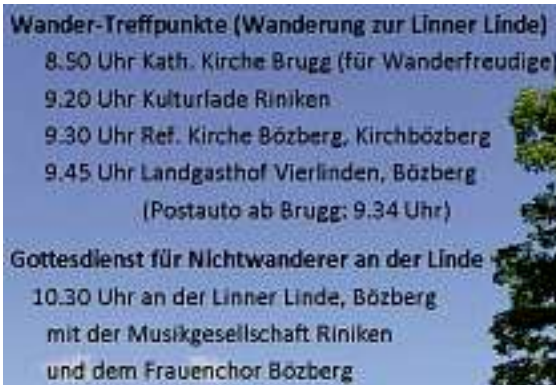 Wander-Treffpunkte (Wanderung zur Linner Linde)
8.50 Uhr Kath. Kirche Brugg (für Wanderfreudige)
9.20 Uhr Kulturlade Riniken
9.30 Uhr Ref. Kirche Bözberg, Kirchbözberg
9.45 Uhr Landgasthof Vierlinden, Bözberg
(Postauto ab Brugg: 9.34 Uhr)
Gottesdienst für Nichtwanderer an der Linde
10.30 Uhr an der Linner Linde, Bözberg
mit der Musikgesellschaft Riniken
und dem Frauenchor Bözberg